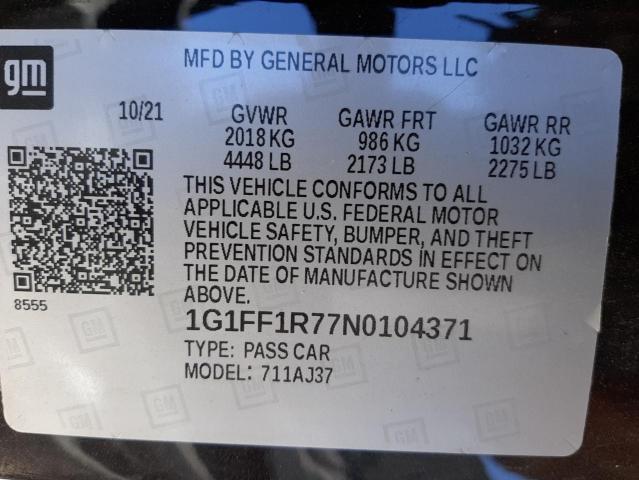 gm
MFD BY GENERAL MOTORS LLC
10/21 GVWR GAWR FRT GAWR RR
2018 KG 986 KG 1032 KG
4448 LB 2173 LB 2275 LB
THIS VEHICLE CONFORMS TO ALL
APPLICABLE U.S. FEDERAL MOTOR
VEHICLE SAFETY, BUMPER, AND THEFT
PREVENTION STANDARDS IN EFFECT ON
THE DATE OF MANUFACTURE SHOWN
ABOVE.
8555
1G1FF1R77N0104371
TYPE: PASS CAR
MODEL: 711AJ37